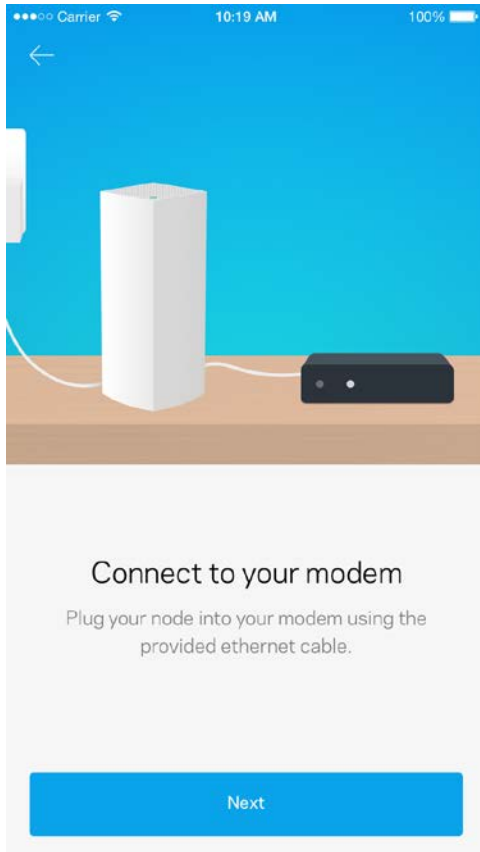 ●●●○○ Carrier 10:19 AM 100%
Connect to your modem
Plug your node into your modem using the
provided ethernet cable.
Next